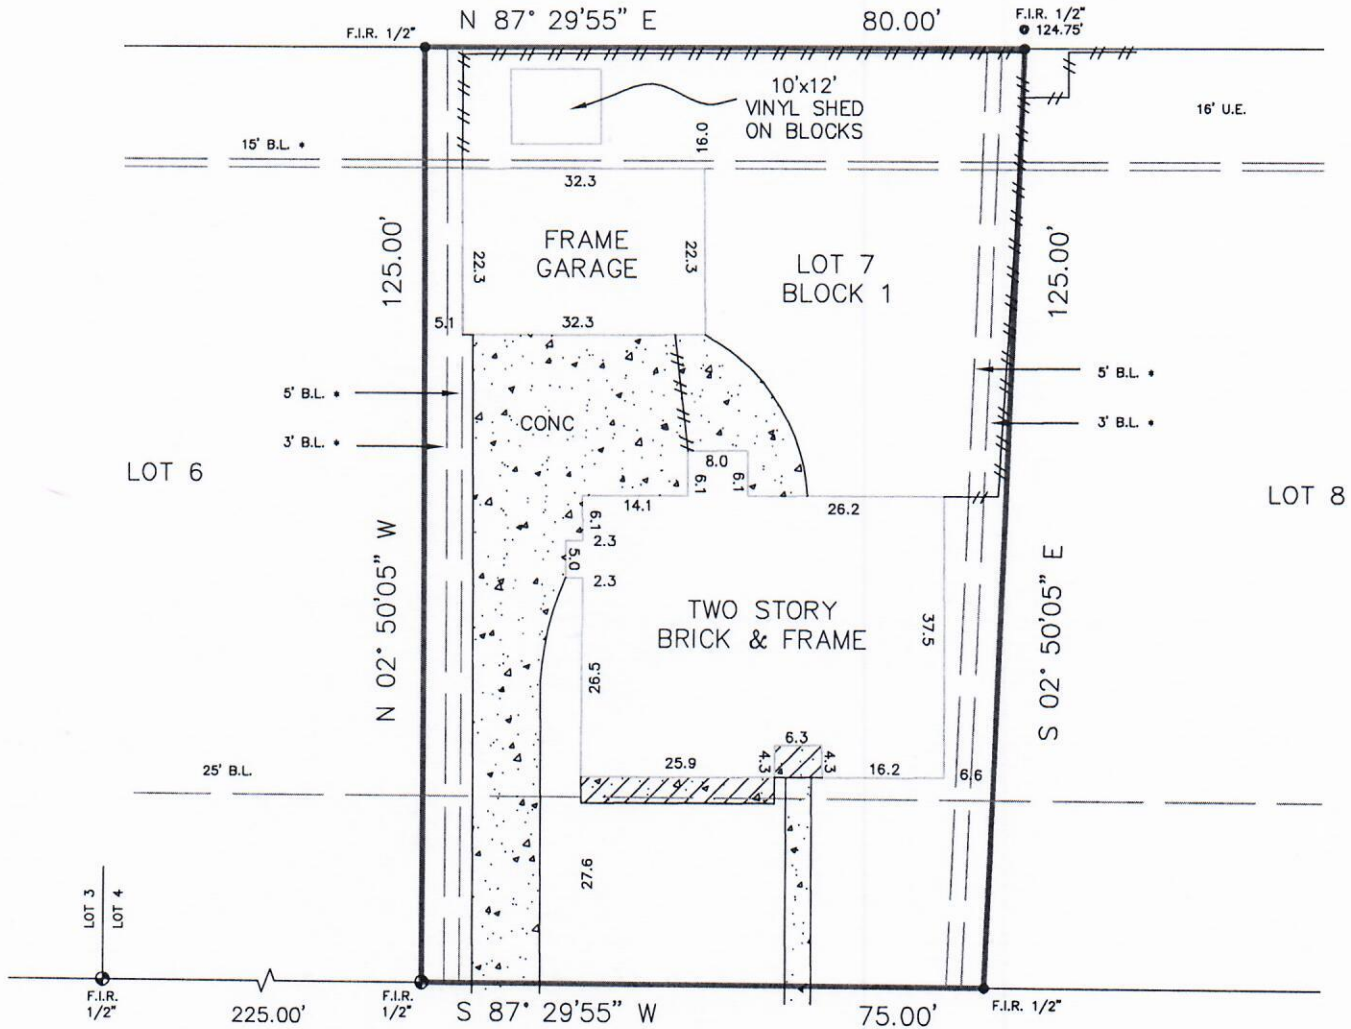 N 87° 29'55" E
80.00'
F.I.R. 1/2"
F.I.R. 1/2"
124.75'
10'x12'
VINYL SHED
ON BLOCKS
16' U.E.
15' B.L. *
16.0
32.3
125.00'
22.3
FRAME
GARAGE
22.3
LOT 7
BLOCK 1
125.00'
5.1
32.3
5' B.L. *
5' B.L. *
3' B.L. *
3' B.L. *
CONC
LOT 6
8.0
6.1
6.1
LOT 8
14.1
26.2
6.1
2.3
5.0
2.3
N 02° 50'05" W
TWO STORY
BRICK & FRAME
37.5
S 02° 50'05" E
26.5
6.3
25' B.L.
25.9
4.3
4.3
16.2
6.6
27.9
LOT 3
LOT 4
F.I.R.
1/2"
225.00'
F.I.R.
1/2"
S 87° 29'55" W
75.00'
F.I.R. 1/2"